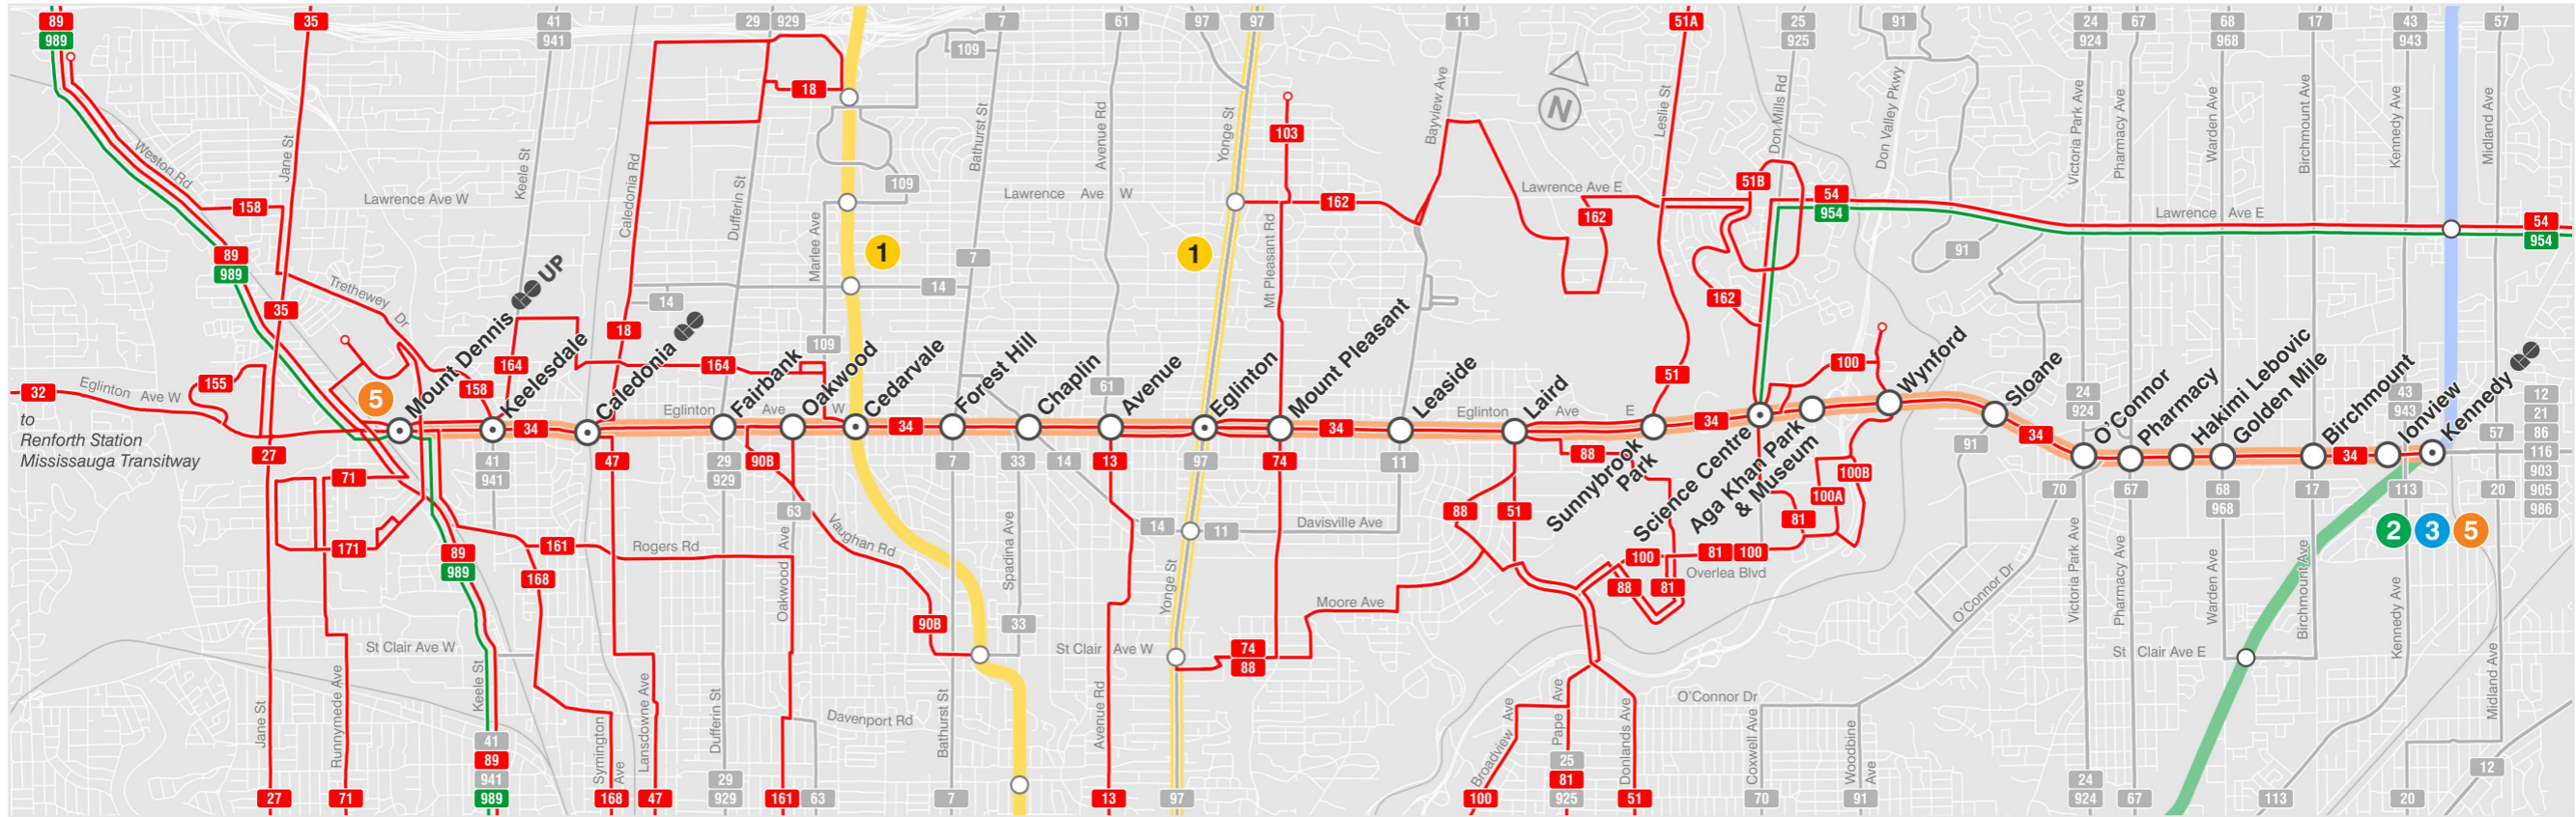 89
989
35
41
941
29
929
7
61
97
97
11
51A
25
925
91
24
924
67
68
968
17
43
943
57
109
18
103
N
Weston Rd
Jane St
Keele St
Caledonia Rd
Dufferin St
Bathurst St
Avenue Rd
Yonge St
Bayview Ave
Leslie St
Don Mills Rd
Don Valley Pkwy
Victoria Park Ave
Pharmacy Ave
Warden Ave
Birchmount Ave
Kennedy Ave
Midland Ave
109
51B
54
954
158
Lawrence Ave W
Lawrence Ave W
162
Lawrence Ave E
162
Lawrence Ave E
54
954
Marlee Ave
Mt Pleasant Rd
89
989
1
7
1
91
UP
Trethewey Dr
14
14
162
35
18
109
32
Eglinton Ave W
155
5
164
158
164
61
51
100
24
924
43
943
12
21
86
116
903
905
986
to
Renforth Station
Mississauga Transitway
Mount Dennis
Keelesdale
Caledonia
Fairbank
Oakwood
Cedarvale
Forest Hill
Chaplin
Avenue
Eglinton
Mount Pleasant
Leaside
Laird
Sunnybrook
Park
Science Centre
Aga Khan Park
& Museum
Wynford
Sloane
O'Connor
Pharmacy
Hakimi Lebovic
Golden Mile
Birchmount
Ionview
Kennedy
34
Eglinton Ave W
34
34
Eglinton Ave E
34
34
34
27
41
941
47
29
929
90B
7
33
14
13
97
74
11
88
91
57
71
100B
100A
70
67
68
968
17
113
20
88
51
81
63
14
11
Davisville Ave
2
3
5
171
89
989
161
Rogers Rd
Vaughan Rd
Oakwood Ave
Spadina Ave
Yonge St
100
81
100
Overlea Blvd
168
88
81
O'Connor Dr
Victoria Park Ave
Pharmacy Ave
Warden Ave
Birchmount Ave
Kennedy Ave
Moore Ave
90B
33
St Clair Ave W
St Clair Ave W
74
88
St Clair Ave E
Jane St
Runnymede Ave
Keele St
Symington Ave
Lansdowne Ave
Dufferin St
Davenport Rd
Bathurst St
Avenue Rd
Broadview Ave
Pape Ave
Donlands Ave
O'Connor Dr
Coxwell Ave
Woodbine Ave
Midland Ave
41
89
941
989
27
71
168
47
29
929
161
63
7
13
97
100
25
81
925
51
70
91
24
924
67
113
20
12